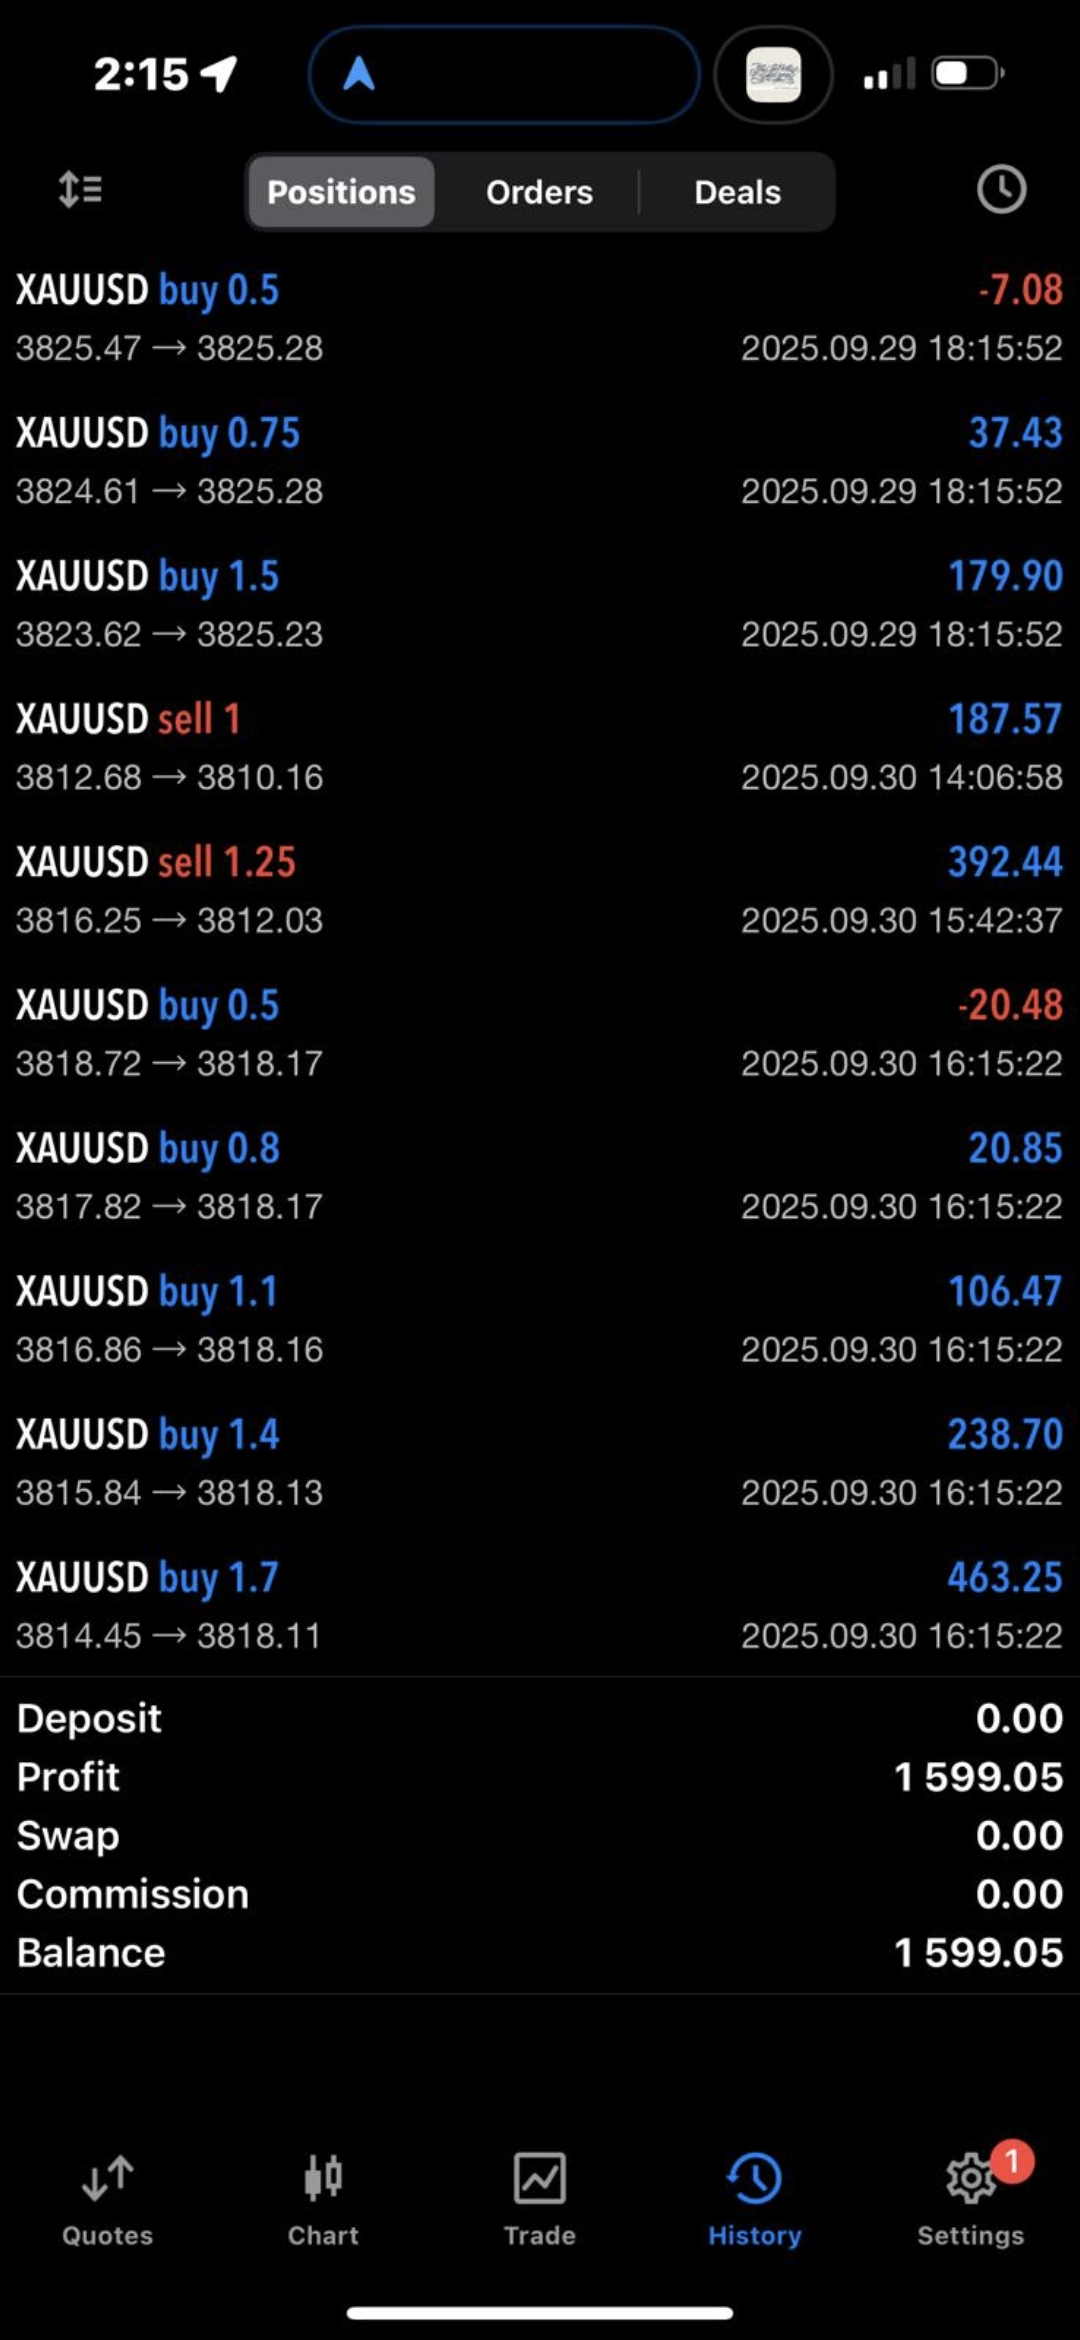 2:15
Positions Orders Deals
XAUUSD buy 0.5 -7.08
3825.47 → 3825.28 2025.09.29 18:15:52
XAUUSD buy 0.75 37.43
3824.61 → 3825.28 2025.09.29 18:15:52
XAUUSD buy 1.5 179.90
3823.62 → 3825.23 2025.09.29 18:15:52
XAUUSD sell 1 187.57
3812.68 → 3810.16 2025.09.30 14:06:58
XAUUSD sell 1.25 392.44
3816.25 → 3812.03 2025.09.30 15:42:37
XAUUSD buy 0.5 -20.48
3818.72 → 3818.17 2025.09.30 16:15:22
XAUUSD buy 0.8 20.85
3817.82 → 3818.17 2025.09.30 16:15:22
XAUUSD buy 1.1 106.47
3816.86 → 3818.16 2025.09.30 16:15:22
XAUUSD buy 1.4 238.70
3815.84 → 3818.13 2025.09.30 16:15:22
XAUUSD buy 1.7 463.25
3814.45 → 3818.11 2025.09.30 16:15:22
Deposit 0.00
Profit 1 599.05
Swap 0.00
Commission 0.00
Balance 1 599.05
1
Quotes Chart Trade History Settings